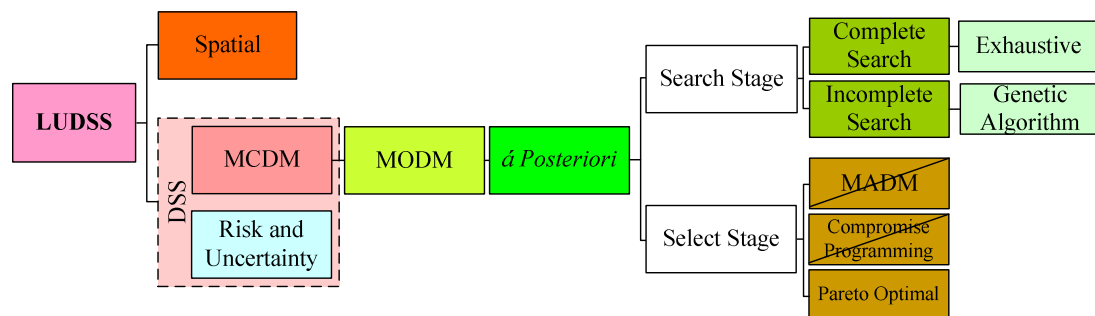 LUDSS
Spatial
DSS
MCDM
Risk and
Uncertainty
MODM
á Posteriori
Search Stage
Complete
Search
Exhaustive
Incomplete
Search
Genetic
Algorithm
Select Stage
MADM
Compromise
Programming
Pareto Optimal